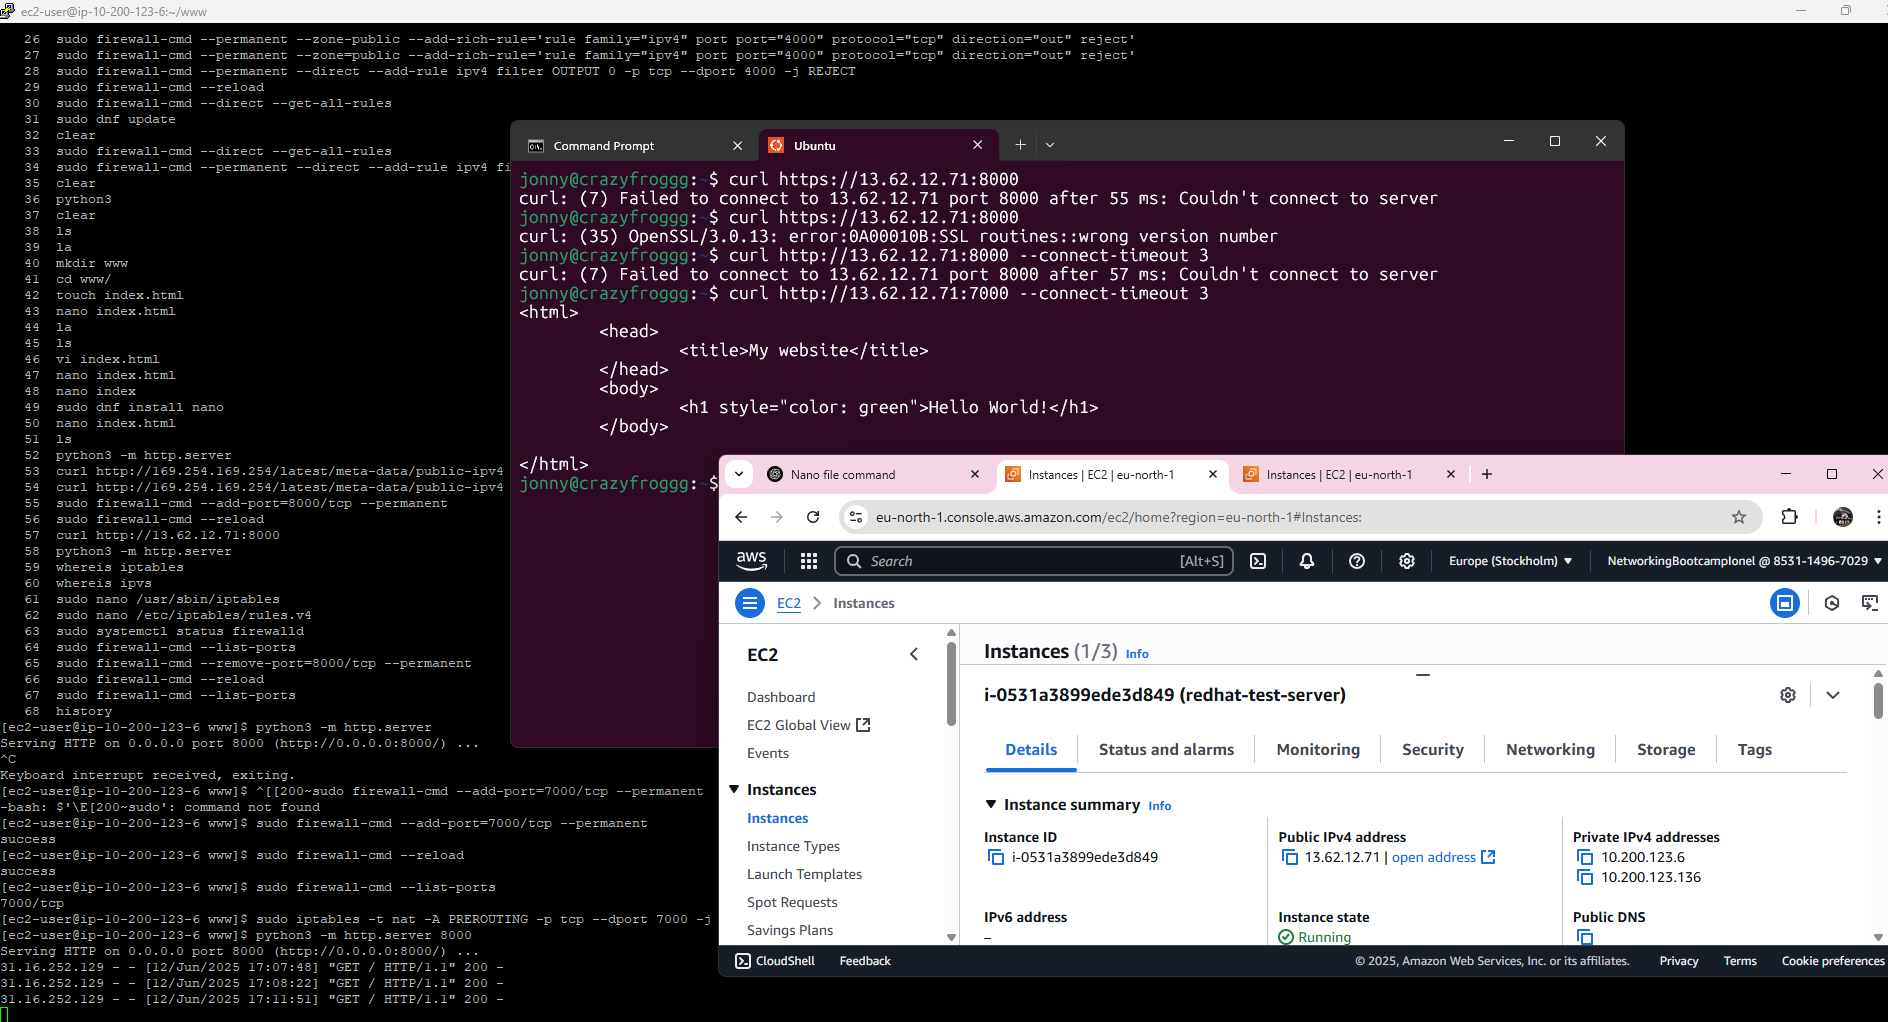 ec2-user@ip-10-200-123-6:~/www
26 sudo firewall-cmd --permanent --zone-public --add-rich-rule='rule family="ipv4" port port="4000" protocol="tcp" direction="out" reject'
27 sudo firewall-cmd --permanent --zone=public --add-rich-rule='rule family="ipv4" port port="4000" protocol="tcp" direction="out" reject'
28 sudo firewall-cmd --permanent --direct --add-rule ipv4 filter OUTPUT 0 -p tcp --dport 4000 -j REJECT
29 sudo firewall-cmd --reload
30 sudo firewall-cmd --direct --get-all-rules
31 sudo dnf update
32 clear
33 sudo firewall-cmd --direct --get-all-rules
34 sudo firewall-cmd --permanent --direct --add-rule ipv4 fi
35 clear
36 python3
37 clear
38 ls
39 la
40 mkdir www
41 cd www/
42 touch index.html
43 nano index.html
44 la
45 ls
46 vi index.html
47 nano index.html
48 nano index
49 sudo dnf install nano
50 nano index.html
51 ls
52 python3 -m http.server
53 curl http://169.254.169.254/latest/meta-data/public-ipv4
54 curl http://169.254.169.254/latest/meta-data/public-ipv4
55 sudo firewall-cmd --add-port=8000/tcp --permanent
56 sudo firewall-cmd --reload
57 curl http://13.62.12.71:8000
58 python3 -m http.server
59 whereis iptables
60 whereis ipvs
61 sudo nano /usr/sbin/iptables
62 sudo nano /etc/iptables/rules.v4
63 sudo systemctl status firewalld
64 sudo firewall-cmd --list-ports
65 sudo firewall-cmd --remove-port=8000/tcp --permanent
66 sudo firewall-cmd --reload
67 sudo firewall-cmd --list-ports
68 history
[ec2-user@ip-10-200-123-6 www]$ python3 -m http.server
Serving HTTP on 0.0.0.0 port 8000 (http://0.0.0.0:8000/) ...
^C
Keyboard interrupt received, exiting.
[ec2-user@ip-10-200-123-6 www]$ ^[[200~sudo firewall-cmd --add-port=7000/tcp --permanent
-bash: $'\E[200~sudo': command not found
[ec2-user@ip-10-200-123-6 www]$ sudo firewall-cmd --add-port=7000/tcp --permanent
success
[ec2-user@ip-10-200-123-6 www]$ sudo firewall-cmd --reload
success
[ec2-user@ip-10-200-123-6 www]$ sudo firewall-cmd --list-ports
7000/tcp
[ec2-user@ip-10-200-123-6 www]$ sudo iptables -t nat -A PREROUTING -p tcp --dport 7000 -j
[ec2-user@ip-10-200-123-6 www]$ python3 -m http.server 8000
Serving HTTP on 0.0.0.0 port 8000 (http://0.0.0.0:8000/) ...
31.16.252.129 - - [12/Jun/2025 17:07:48] "GET / HTTP/1.1" 200 -
31.16.252.129 - - [12/Jun/2025 17:08:22] "GET / HTTP/1.1" 200 -
31.16.252.129 - - [12/Jun/2025 17:11:51] "GET / HTTP/1.1" 200 -
Command Prompt
Ubuntu
jonny@crazyfroggg:~$ curl https://13.62.12.71:8000
curl: (7) Failed to connect to 13.62.12.71 port 8000 after 55 ms: Couldn't connect to server
jonny@crazyfroggg:~$ curl https://13.62.12.71:8000
curl: (35) OpenSSL/3.0.13: error:0A00010B:SSL routines::wrong version number
jonny@crazyfroggg:~$ curl http://13.62.12.71:8000 --connect-timeout 3
curl: (7) Failed to connect to 13.62.12.71 port 8000 after 57 ms: Couldn't connect to server
jonny@crazyfroggg:~$ curl http://13.62.12.71:7000 --connect-timeout 3
<html>
<head>
<title>My website</title>
</head>
<body>
<h1 style="color: green">Hello World!</h1>
</body>
</html>
jonny@crazyfroggg:~$
Nano file command
Instances | EC2 | eu-north-1
Instances | EC2 | eu-north-1
eu-north-1.console.aws.amazon.com/ec2/home?region=eu-north-1#Instances:
aws
Search [Alt+S]
Europe (Stockholm)
NetworkingBootcampIonel @ 8531-1496-7029
EC2 Instances
EC2
Dashboard
EC2 Global View
Events
Instances
Instances
Instance Types
Launch Templates
Spot Requests
Savings Plans
Instances (1/3) Info
i-0531a3899ede3d849 (redhat-test-server)
Details Status and alarms Monitoring Security Networking Storage Tags
Instance summary Info
Instance ID
i-0531a3899ede3d849
Public IPv4 address
13.62.12.71 | open address
Private IPv4 addresses
10.200.123.6
10.200.123.136
IPv6 address
–
Instance state
Running
Public DNS
CloudShell Feedback
© 2025, Amazon Web Services, Inc. or its affiliates. Privacy Terms Cookie preferences